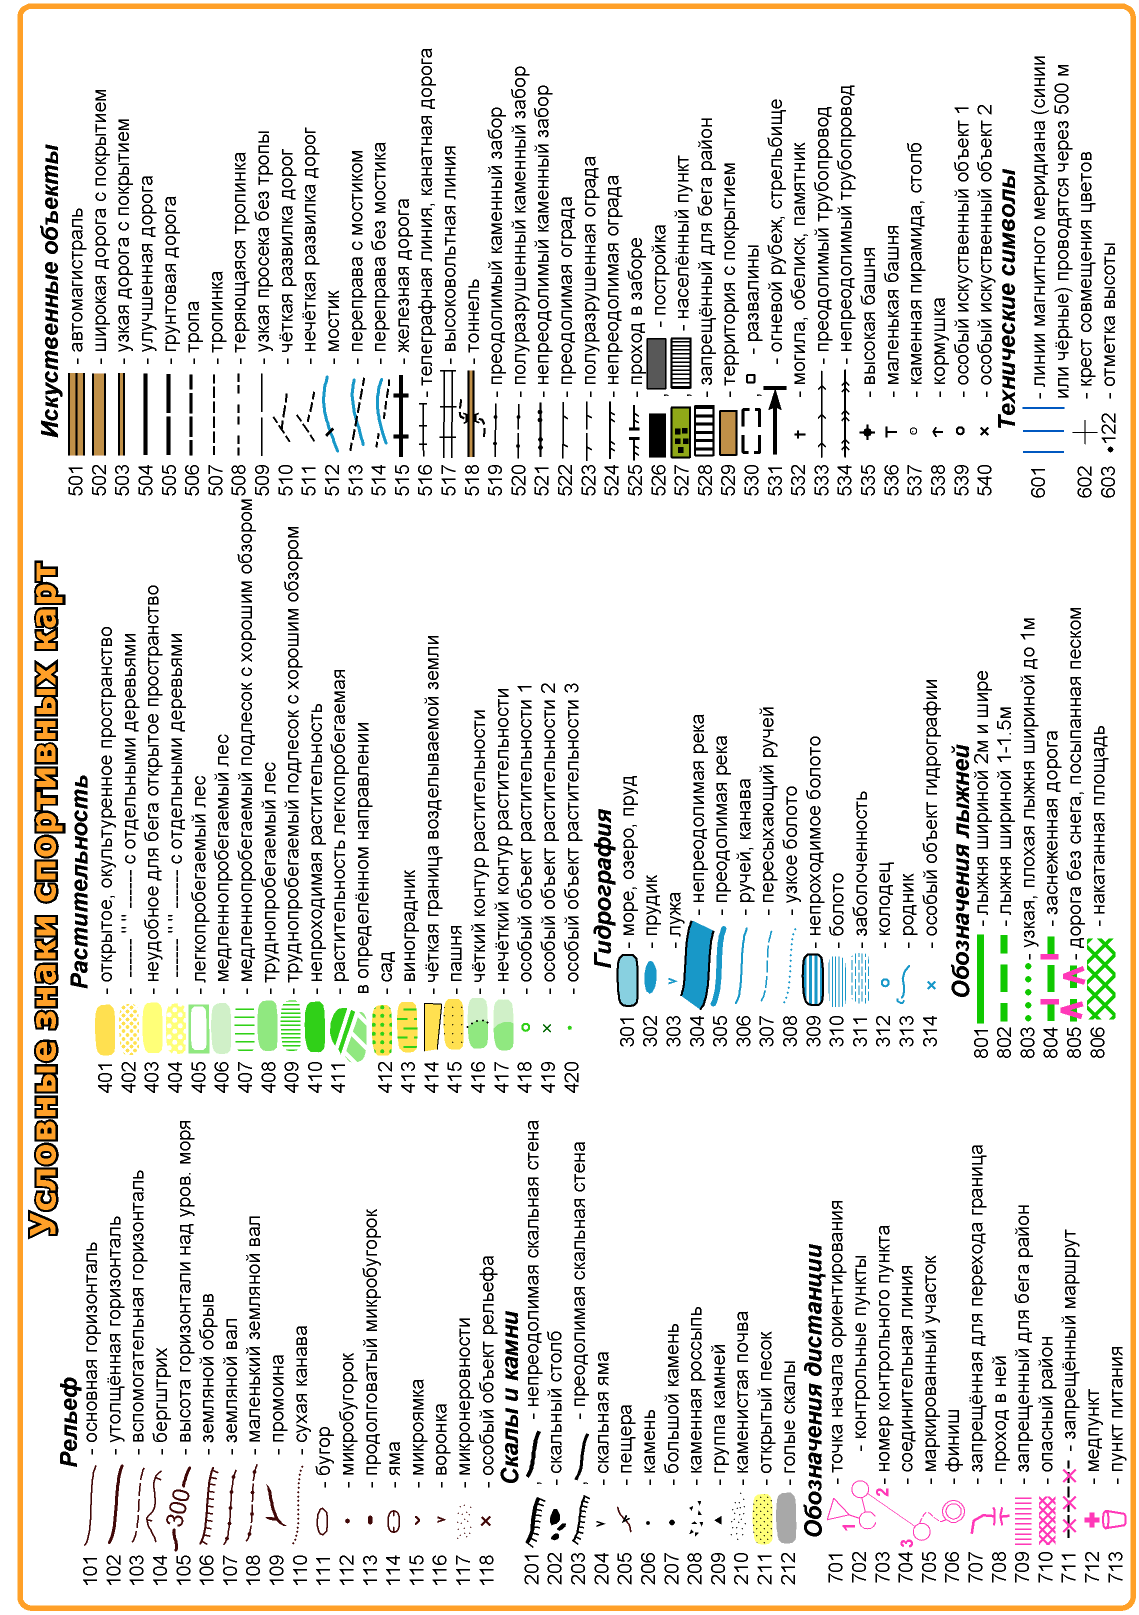 Условные знаки спортивных карт
Рельеф
101 - основная горизонталь
102 - утолщённая горизонталь
103 - вспомогательная горизонталь
104 - бергштрих
105 300 - высота горизонтали над уров. моря
106 - земляной обрыв
107 - земляной вал
108 - маленький земляной вал
109 - промоина
110 - сухая канава
111 - бугор
112 - микробугорок
113 - продолговатый микробугорок
114 - яма
115 - микроямка
116 - воронка
117 - микронеровности
118 - особый объект рельефа
Скалы и камни
201 , - непреодолимая скальная стена
202 - скальный столб
203 , - преодолимая скальная стена
204 - скальная яма
205 - пещера
206 - камень
207 - большой камень
208 - каменная россыпь
209 - группа камней
210 - каменистая почва
211 - открытый песок
212 - голые скалы
Обозначения дистанции
701 - точка начала ориентирования
702 1 - контрольные пункты
703 2 - номер контрольного пункта
704 3 - соединительная линия
705 - маркированный участок
706 - финиш
707 - запрещённая для перехода граница
708 - проход в ней
709 - запрещенный для бега район
710 - опасный район
711 - запрещённый маршрут
712 - медпункт
713 - пункт питания
Растительность
401 - открытое, окультуренное пространство
402 - ------- " ------- с отдельными деревьями
403 - неудобное для бега открытое пространство
404 - ------- " ------- с отдельными деревьями
405 - легкопробегаемый лес
406 - медленнопробегаемый лес
407 - медленнопробегаемый подлесок с хорошим обзором
408 - труднопробегаемый лес
409 - труднопробегаемый подлесок с хорошим обзором
410 - непроходимая растительность
411 - растительность легкопробегаемая
в определённом направлении
412 - сад
413 - виноградник
414 - чёткая граница возделываемой земли
415 - пашня
416 - чёткий контур растительности
417 - нечёткий контур растительности
418 - особый объект растительности 1
419 - особый объект растительности 2
420 - особый объект растительности 3
Гидрография
301 - море, озеро, пруд
302 - прудик
303 - лужа
304 - непреодолимая река
305 - преодолимая река
306 - ручей, канава
307 - пересыхающий ручей
308 - узкое болото
309 - непроходимое болото
310 - болото
311 - заболоченность
312 - колодец
313 - родник
314 - особый объект гидрографии
Обозначения лыжней
801 - лыжня шириной 2м и шире
802 - лыжня шириной 1-1.5м
803 - узкая, плохая лыжня шириной до 1м
804 - заснеженная дорога
805 - дорога без снега, посыпанная песком
806 - накатанная площадь
Искуственные объекты
501 - автомагистраль
502 - широкая дорога с покрытием
503 - узкая дорога с покрытием
504 - улучшенная дорога
505 - грунтовая дорога
506 - тропа
507 - тропинка
508 - теряющаяся тропинка
509 - узкая просека без тропы
510 - чёткая развилка дорог
511 - нечёткая развилка дорог
512 - мостик
513 - переправа с мостиком
514 - переправа без мостика
515 - железная дорога
516 - телеграфная линия, канатная дорога
517 - высоковольтная линия
518 - тоннель
519 - преодолимый каменный забор
520 - полуразрушенный каменный забор
521 - непреодолимый каменный забор
522 - преодолимая ограда
523 - полуразрушенная ограда
524 - непреодолимая ограда
525 - проход в заборе
526 , - постройка
527 , - населённый пункт
528 - запрещённый для бега район
529 - территория с покрытием
530 , - развалины
531 - огневой рубеж, стрельбище
532 - могила, обелиск, памятник
533 - преодолимый трубопровод
534 - непреодолимый трубопровод
535 - высокая башня
536 - маленькая башня
537 - каменная пирамида, столб
538 - кормушка
539 - особый искуственный объект 1
540 - особый искуственный объект 2
Технические символы
601 - линии магнитного меридиана (синии
или чёрные) проводятся через 500 м
602 - крест совмещения цветов
603 •122 - отметка высоты